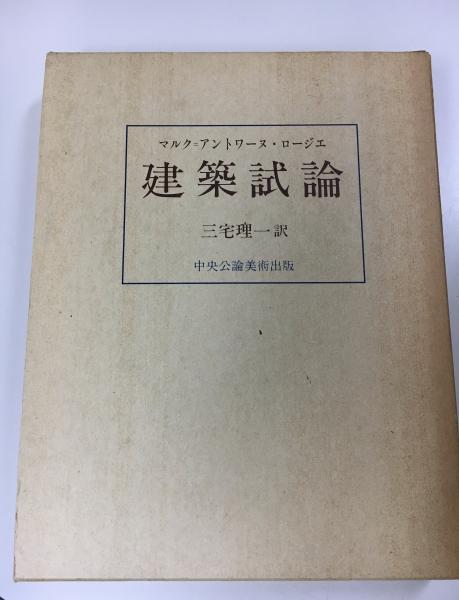 マルク=アントワーヌ・ロージエ
建築試論
三宅理一訳
中央公論美術出版